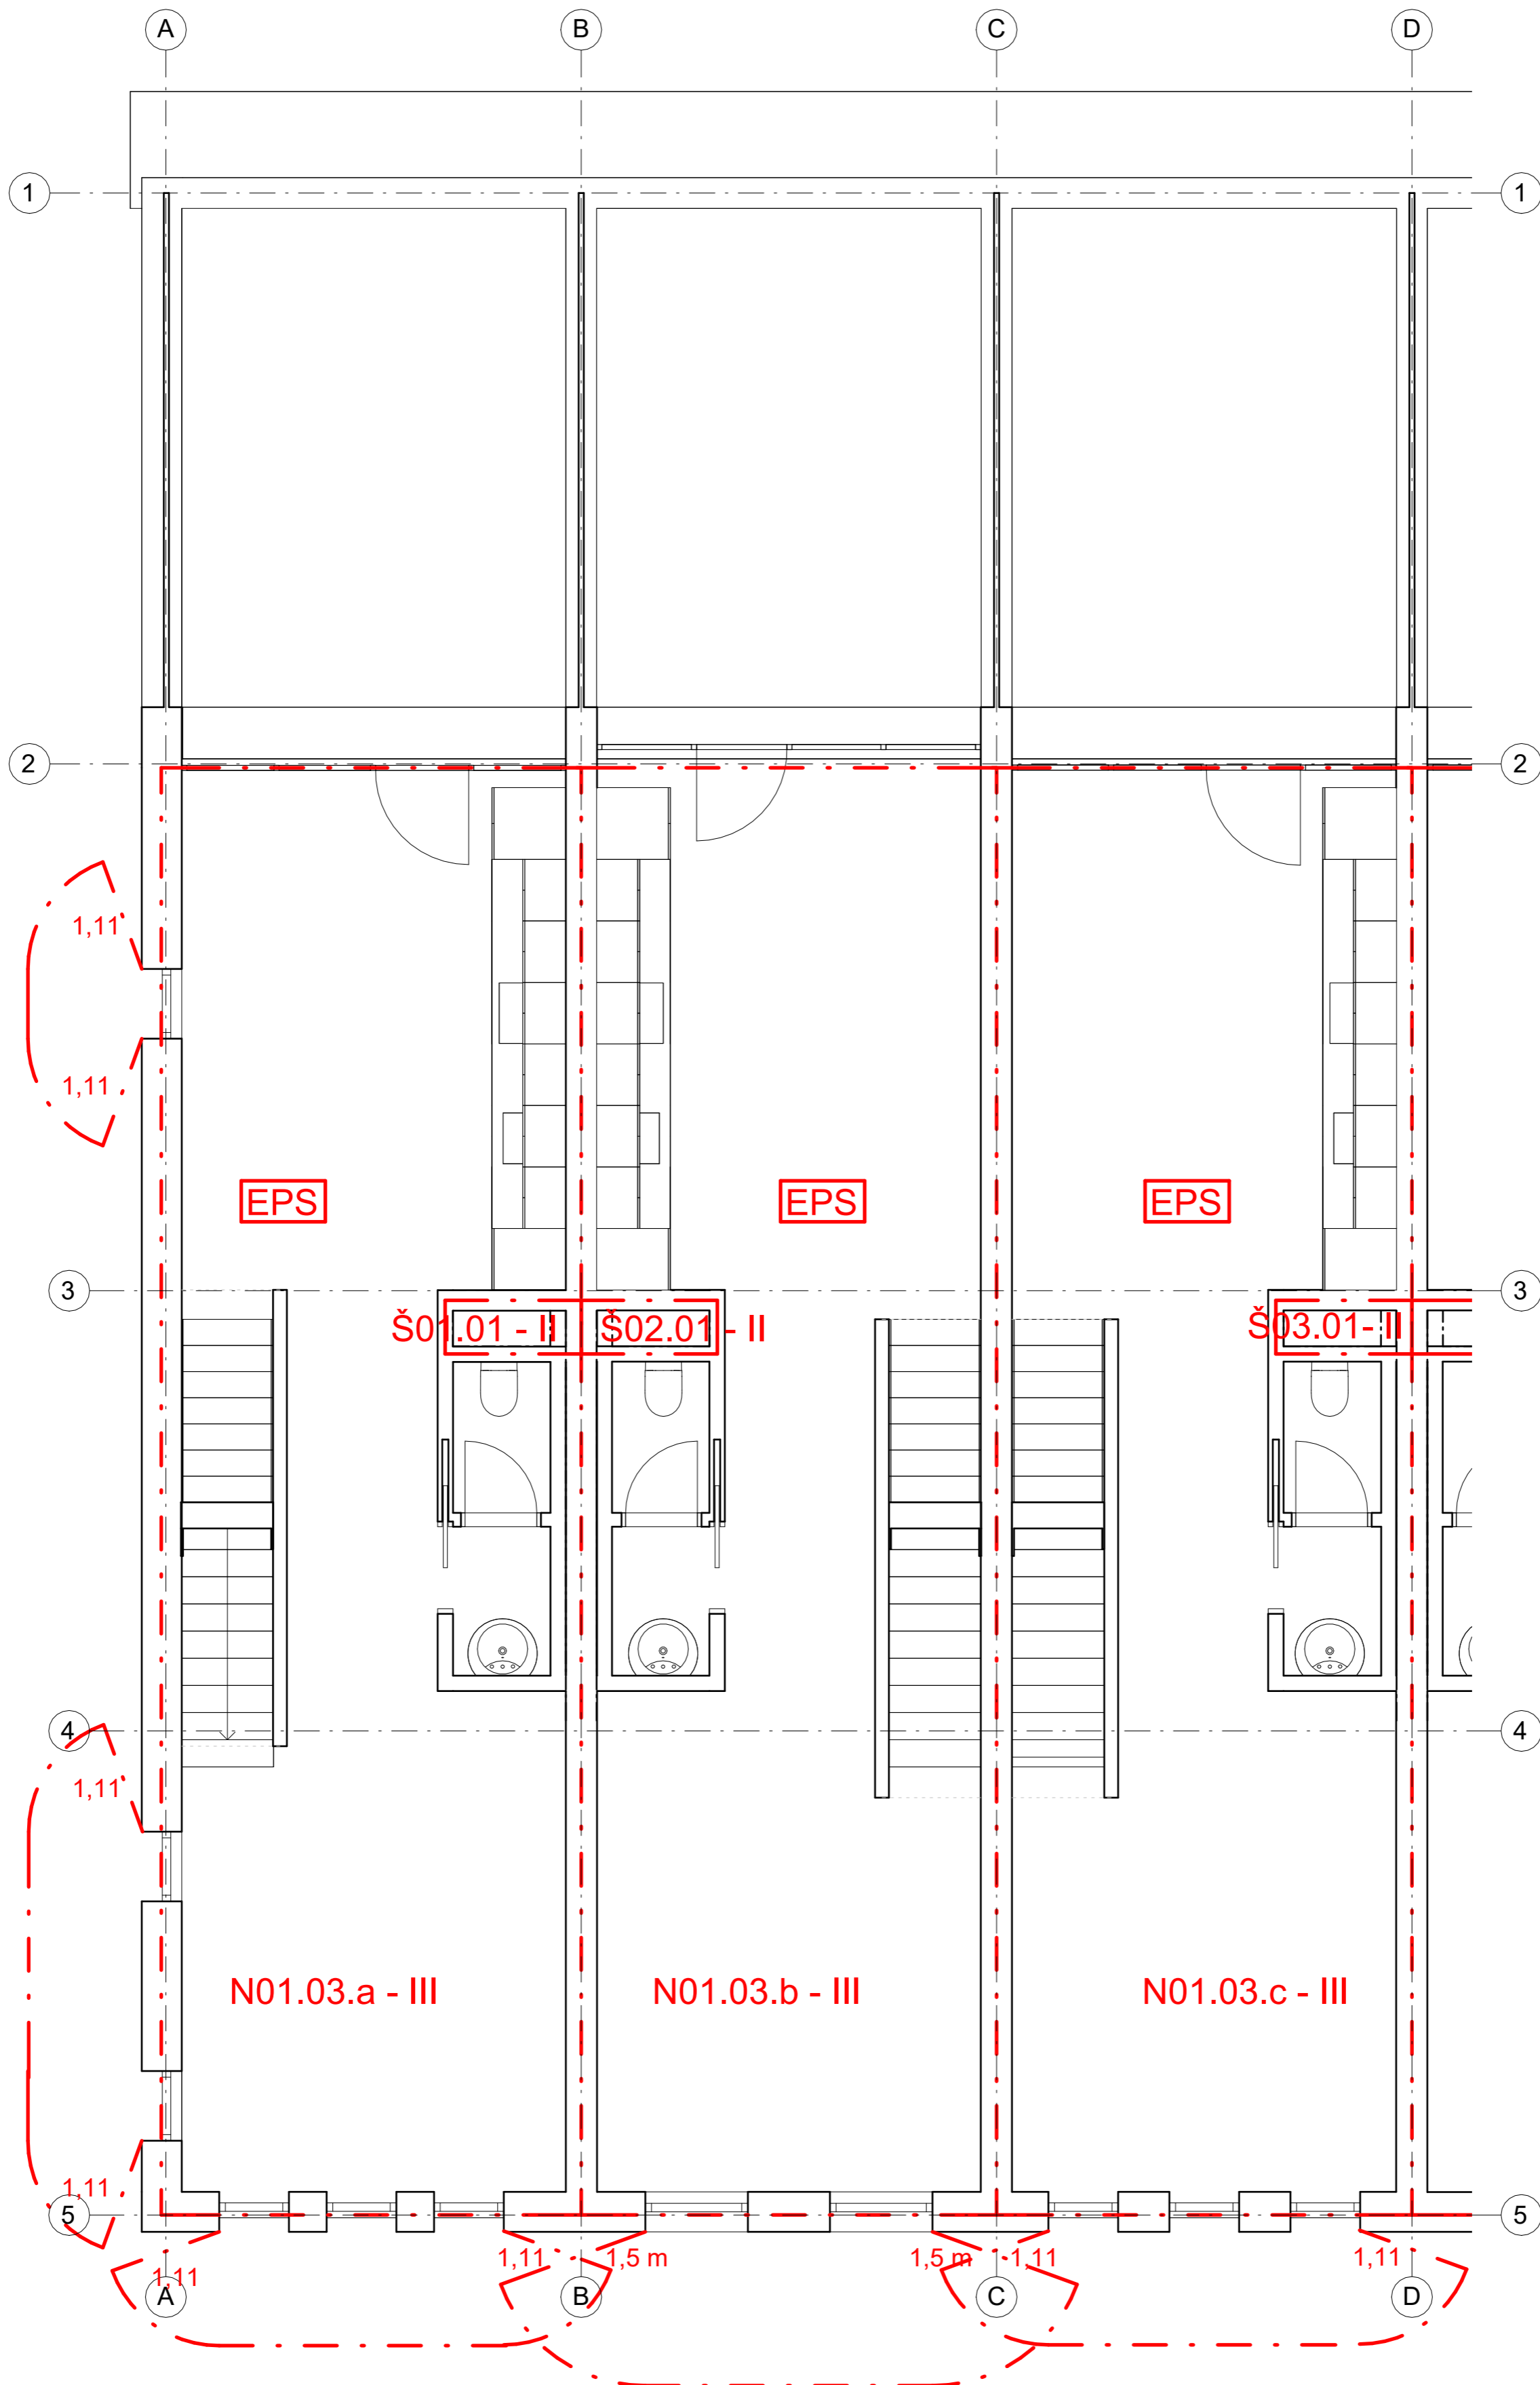 A B C D
1 1
2 2
1,11
1,11
EPS EPS EPS
3 3
Š01.01 - II Š02.01 - II Š03.01- II
4 4
1,11
N01.03.a - III N01.03.b - III N01.03.c - III
1,11
5 5
1,11 1,11 1,5 m 1,5 m 1,11 1,11
A B C D